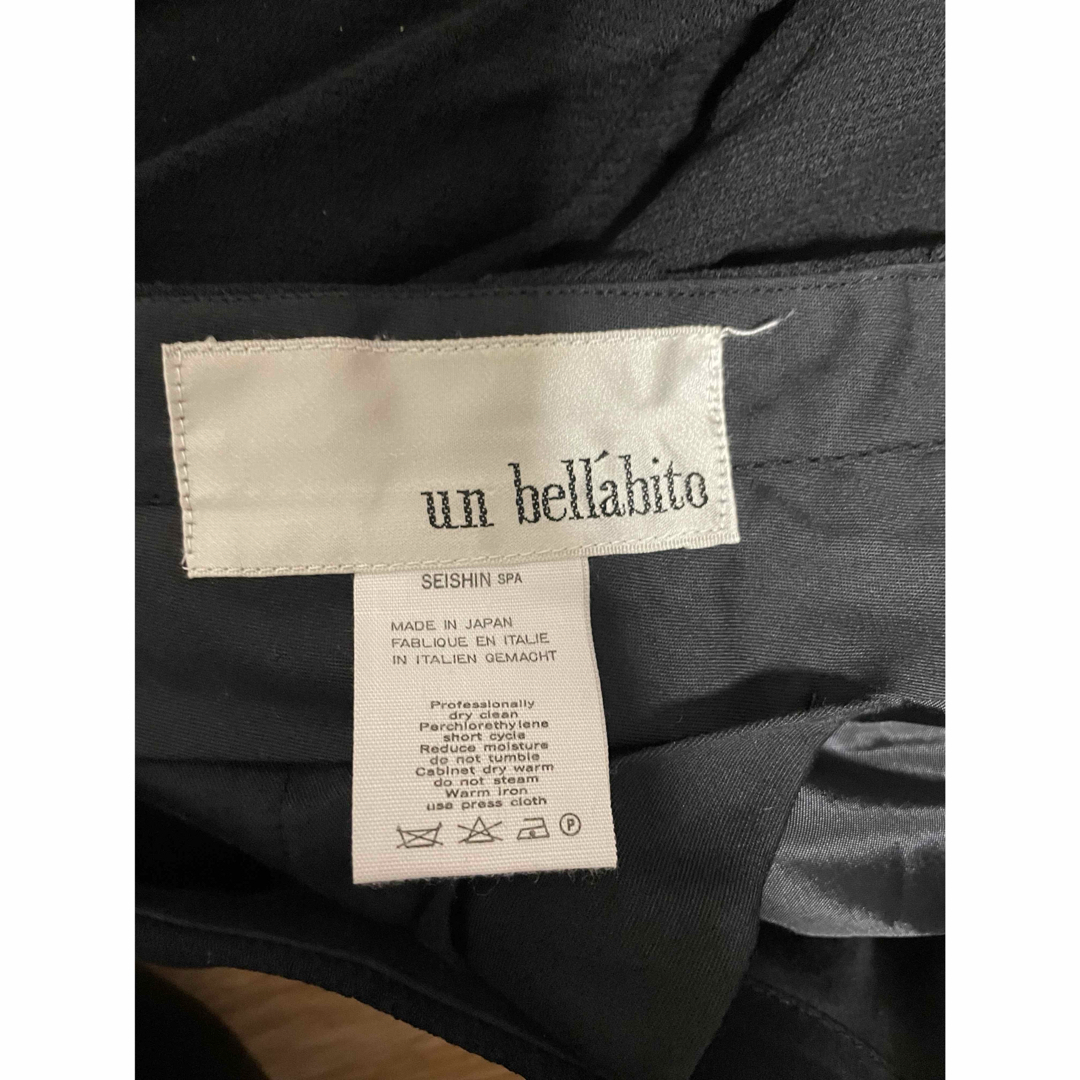 un bellábito
SEISHIN SPA
MADE IN JAPAN
FABLIQUE EN ITALIE
IN ITALIEN GEMACHT
Professionally
dry clean
Perchlorethylene
short cycle
Reduce moisture
do not tumble
Cabinet dry warm
do not steam
Warm iron
use press cloth
P